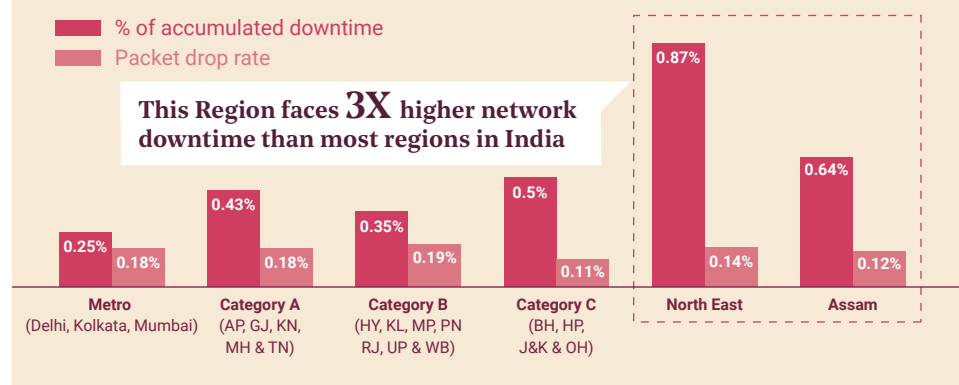 % of accumulated downtime
Packet drop rate
This Region faces 3X higher network
downtime than most regions in India
0.25%
0.18%
0.43%
0.18%
0.35%
0.19%
0.5%
0.11%
0.87%
0.14%
0.64%
0.12%
Metro
(Delhi, Kolkata, Mumbai)
Category A
(AP, GJ, KN,
MH & TN)
Category B
(HY, KL, MP, PN
RJ, UP & WB)
Category C
(BH, HP,
J&K & OH)
North East
Assam